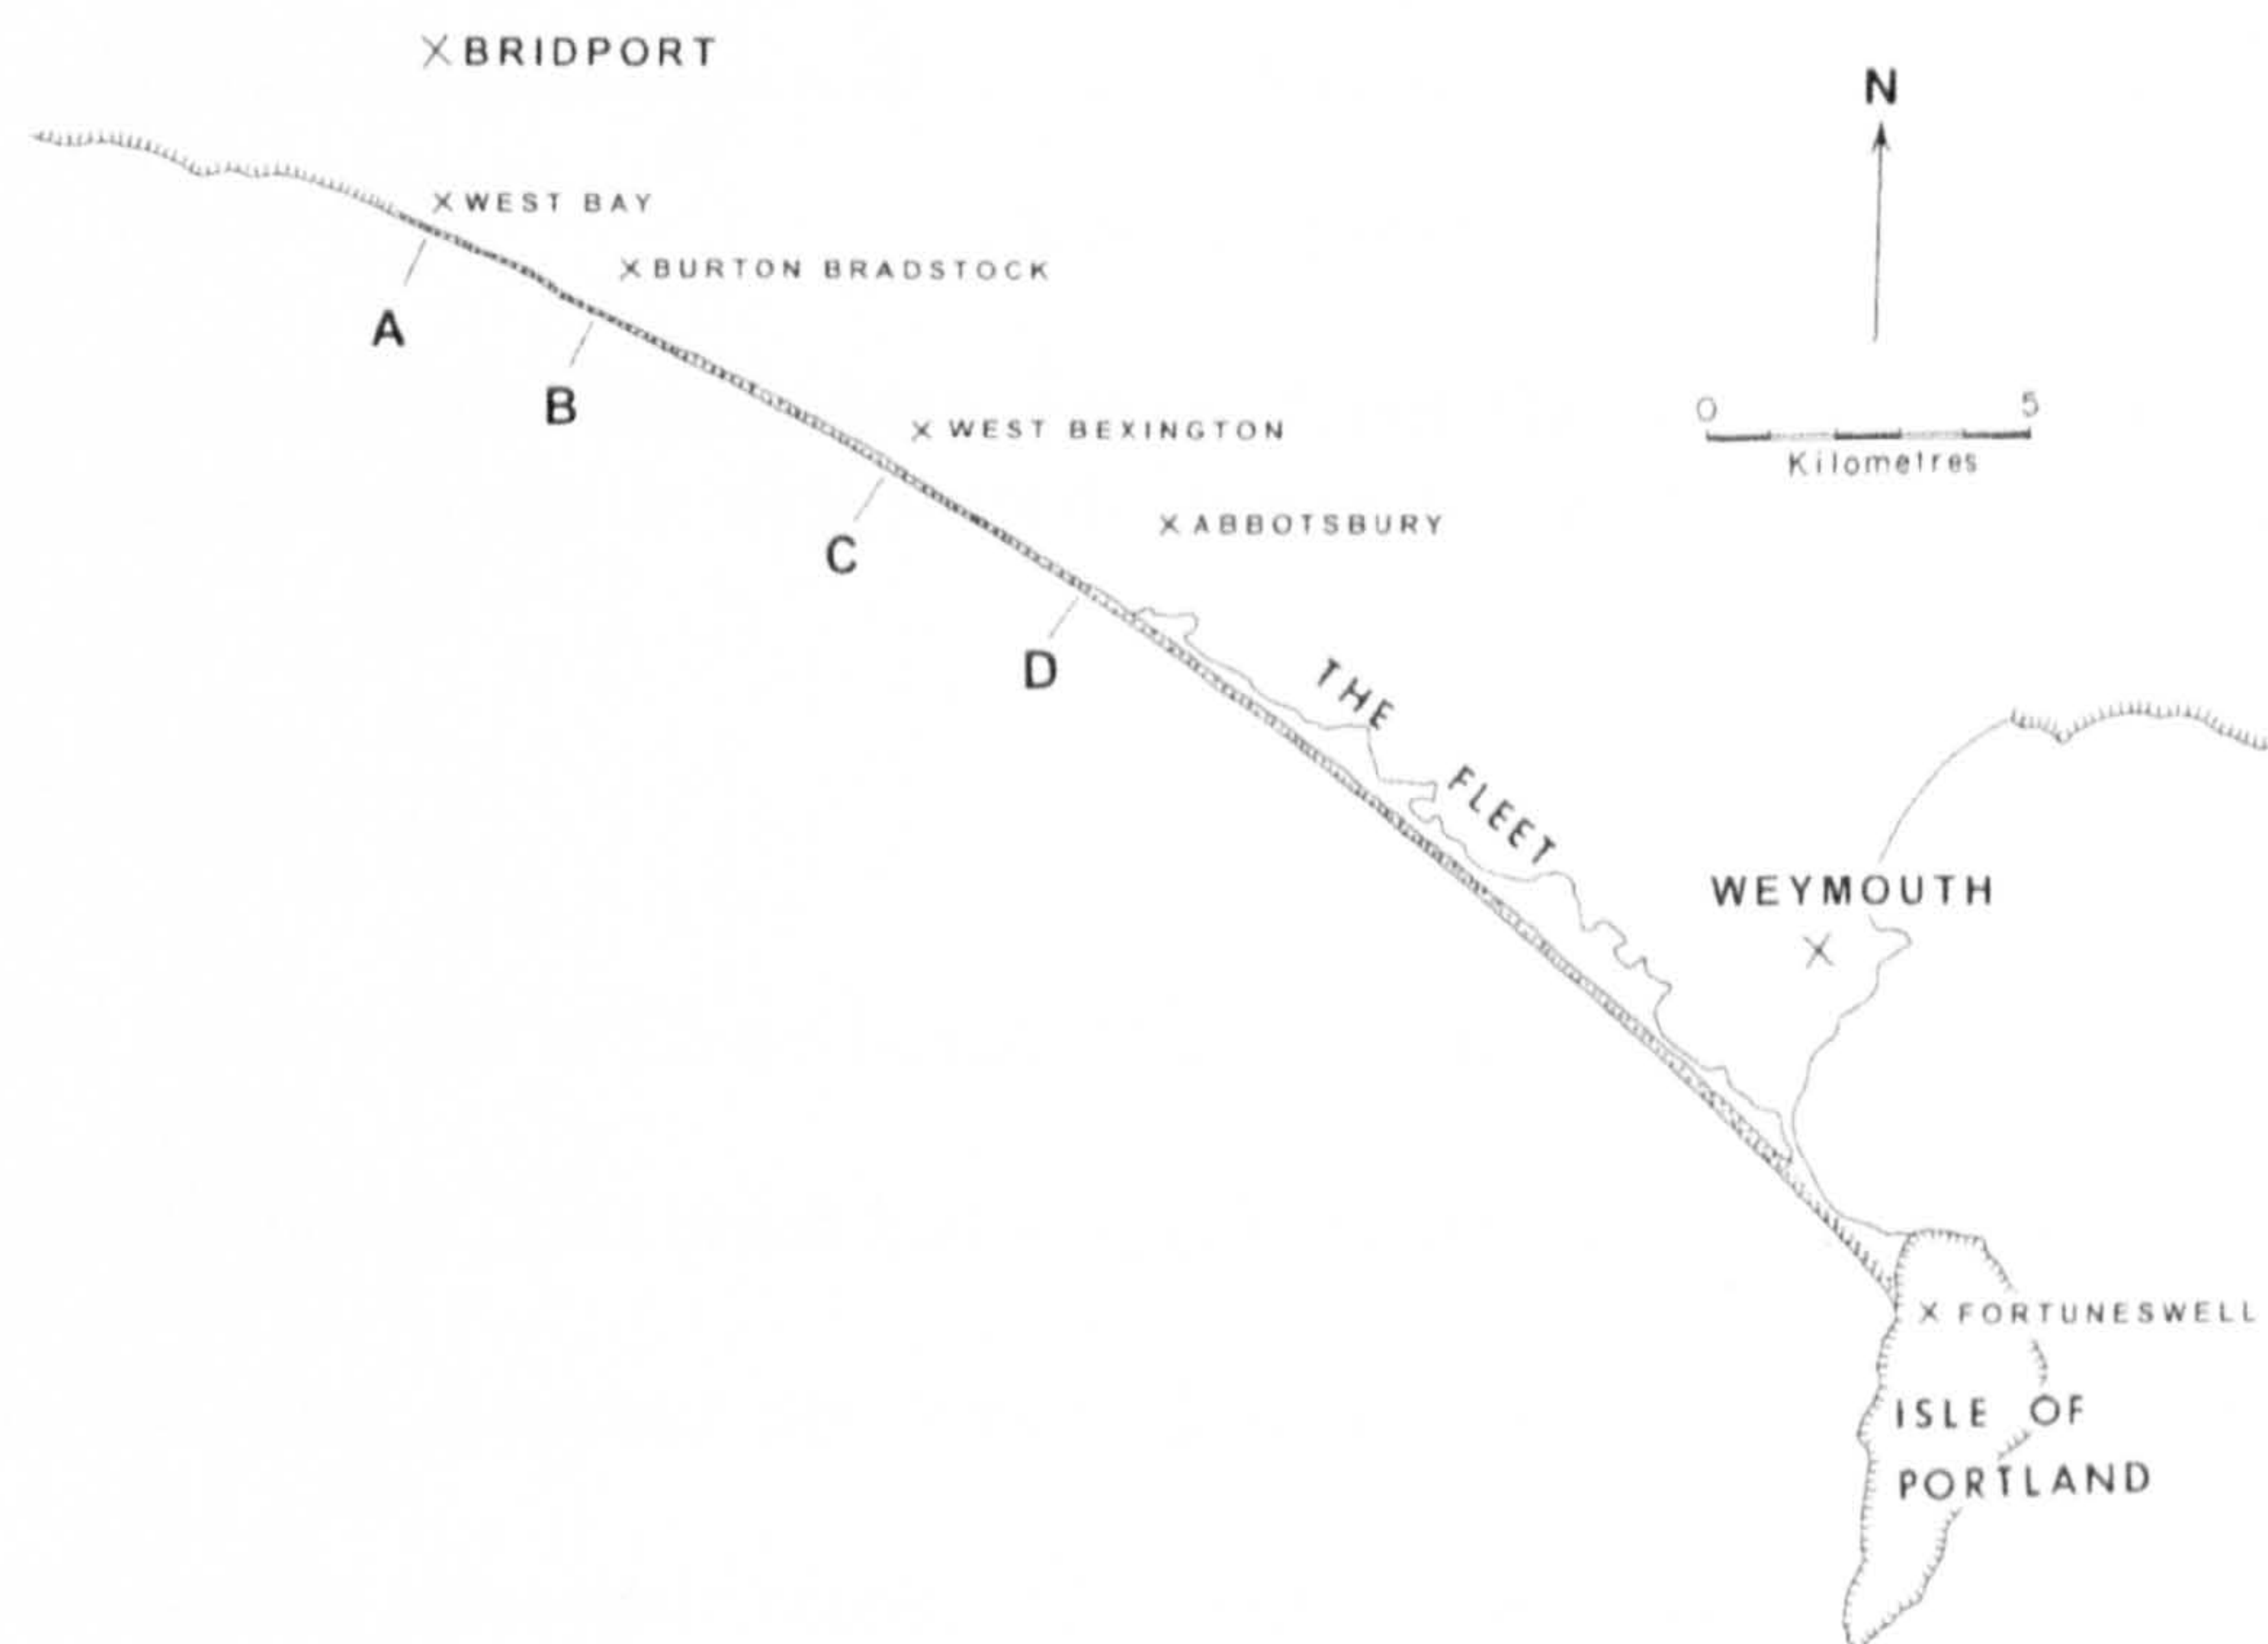 BRIDPORT
N
WEST BAY
BURTON BRADSTOCK
A
B
0 5
Kilometres
WEST BEXINGTON
C
ABBOTSBURY
D
THE FLEET
WEYMOUTH
FORTUNESWELL
ISLE OF
PORTLAND